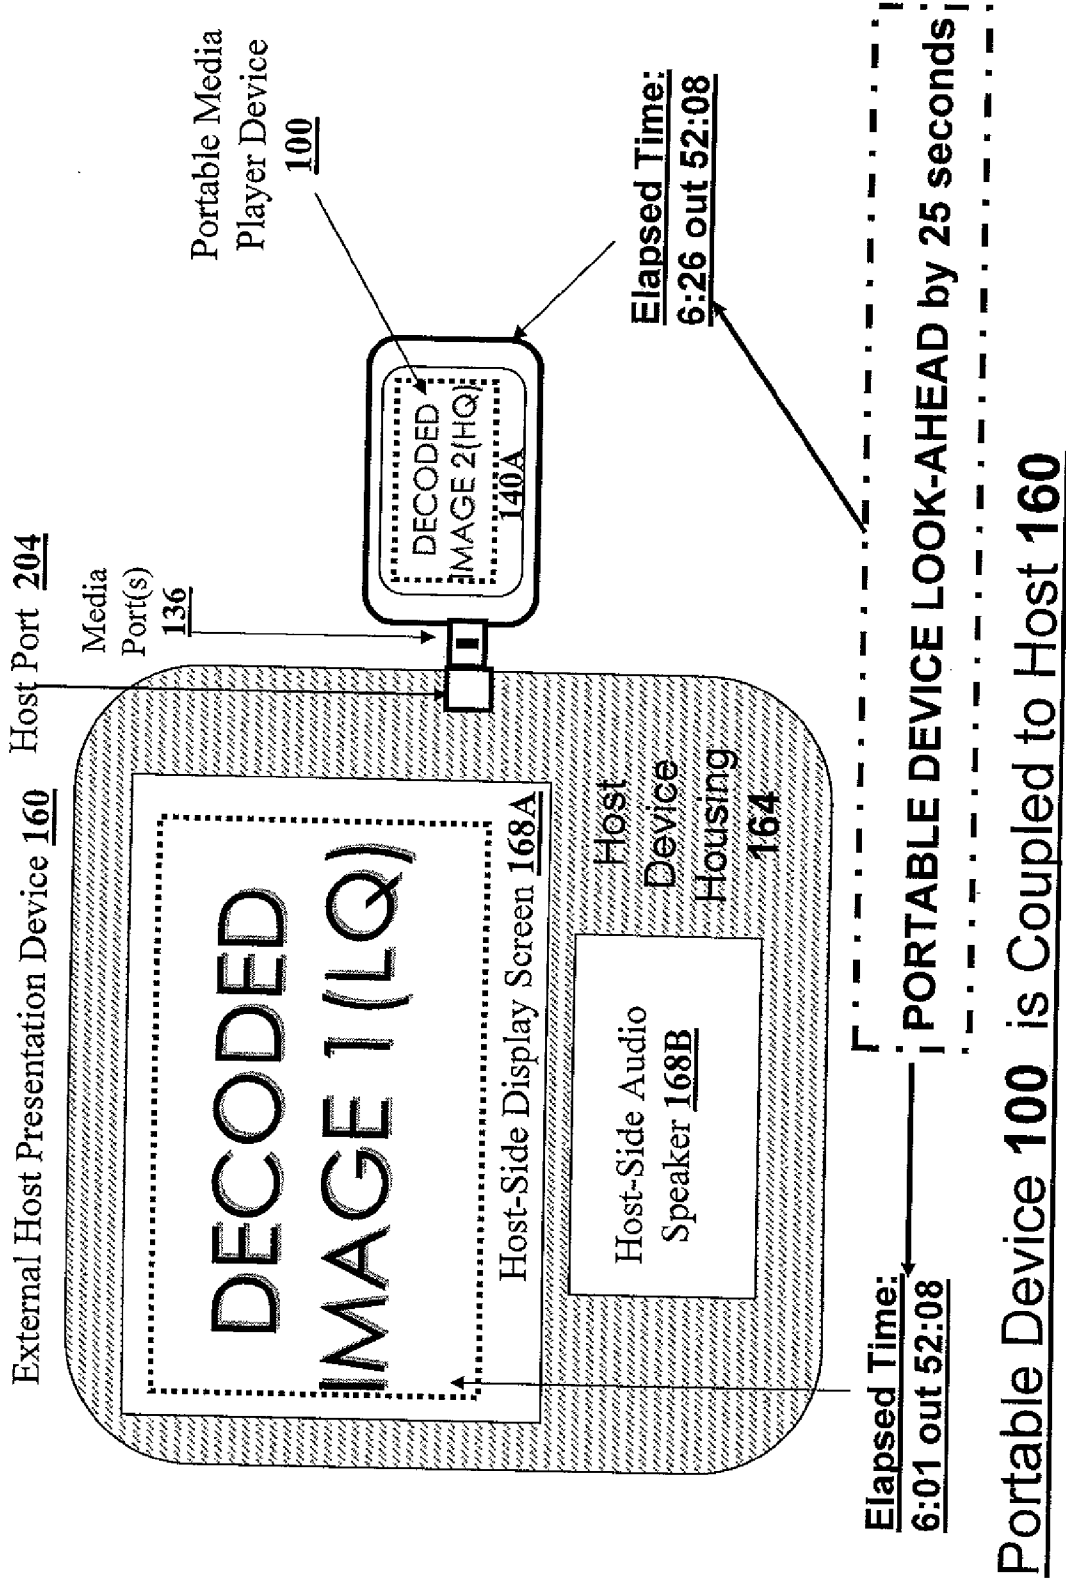 External Host Presentation Device 160
Host Port 204
Media
Port(s)
136
Portable Media
Player Device
100
DECODED
IMAGE 1(LQ)
Host-Side Display Screen 168A
DECODED
IMAGE 2(HQ)
140A
Host-Side Audio
Speaker 168B
Host
Device
Housing
164
Elapsed Time:
6:26 out 52:08
Elapsed Time:
6:01 out 52:08
PORTABLE DEVICE LOOK-AHEAD by 25 seconds
Portable Device 100 is Coupled to Host 160